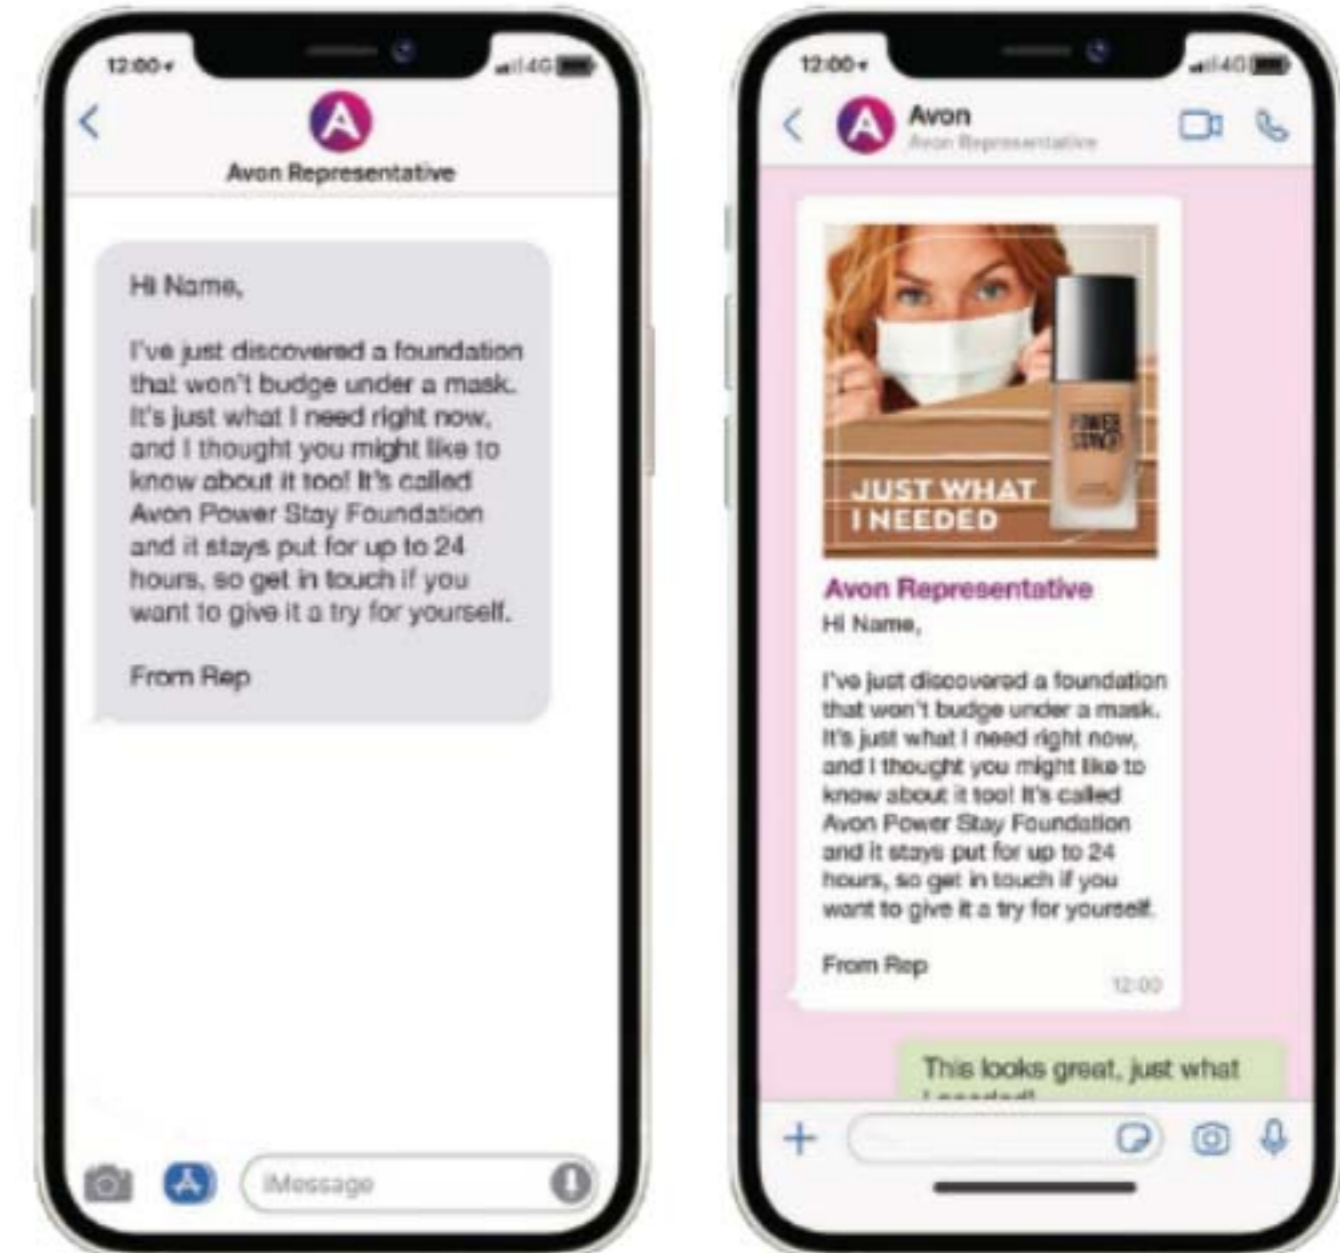 12:00
4G
Avon Representative
Hi Name,
I've just discovered a foundation
that won't budge under a mask.
It's just what I need right now,
and I thought you might like to
know about it too! It's called
Avon Power Stay Foundation
and it stays put for up to 24
hours, so get in touch if you
want to give it a try for yourself.
From Rep
iMessage
12:00
4G
Avon
Avon Representative
POWER
STAY
JUST WHAT
I NEEDED
Avon Representative
Hi Name,
I've just discovered a foundation
that won't budge under a mask.
It's just what I need right now,
and I thought you might like to
know about it too! It's called
Avon Power Stay Foundation
and it stays put for up to 24
hours, so get in touch if you
want to give it a try for yourself.
From Rep
12:00
This looks great, just what
I needed!